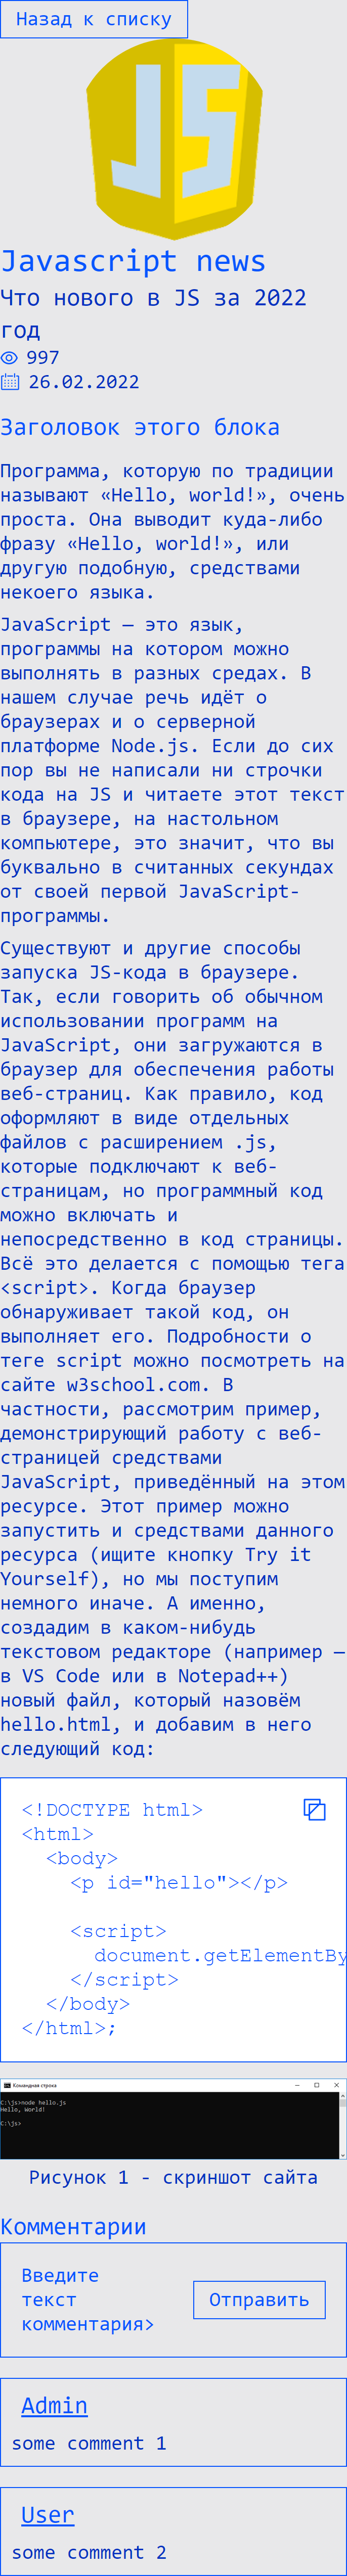 Назад к списку
JS
Javascript news
Что нового в JS за 2022
год
997
26.02.2022
Заголовок этого блока
Программа, которую по традиции
называют «Hello, world!», очень
проста. Она выводит куда-либо
фразу «Hello, world!», или
другую подобную, средствами
некоего языка.
JavaScript — это язык,
программы на котором можно
выполнять в разных средах. В
нашем случае речь идёт о
браузерах и о серверной
платформе Node.js. Если до сих
пор вы не написали ни строчки
кода на JS и читаете этот текст
в браузере, на настольном
компьютере, это значит, что вы
буквально в считанных секундах
от своей первой JavaScript-
программы.
Существуют и другие способы
запуска JS-кода в браузере.
Так, если говорить об обычном
использовании программ на
JavaScript, они загружаются в
браузер для обеспечения работы
веб-страниц. Как правило, код
оформляют в виде отдельных
файлов с расширением .js,
которые подключают к веб-
страницам, но программный код
можно включать и
непосредственно в код страницы.
Всё это делается с помощью тега
<script>. Когда браузер
обнаруживает такой код, он
выполняет его. Подробности о
теге script можно посмотреть на
сайте w3school.com. В
частности, рассмотрим пример,
демонстрирующий работу с веб-
страницей средствами
JavaScript, приведённый на этом
ресурсе. Этот пример можно
запустить и средствами данного
ресурса (ищите кнопку Try it
Yourself), но мы поступим
немного иначе. А именно,
создадим в каком-нибудь
текстовом редакторе (например —
в VS Code или в Notepad++)
новый файл, который назовём
hello.html, и добавим в него
следующий код:
<!DOCTYPE html>
<html>
  <body>
    <p id="hello"></p>
    <script>
      document.getElementBy
    </script>
  </body>
</html>;
Командная строка
C:\js>node hello.js
Hello, World!
C:\js>
Рисунок 1 - скриншот сайта
Комментарии
Введите
текст
комментария>
Отправить
Admin
some comment 1
User
some comment 2